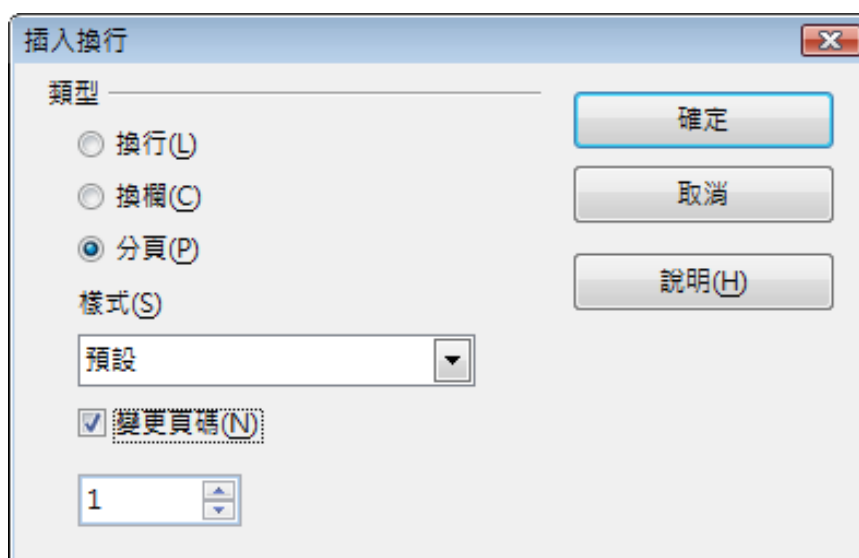 插入換行
類型
換行(L)
換欄(C)
分頁(P)
樣式(S)
預設
變更頁碼(N)
1
確定
取消
說明(H)